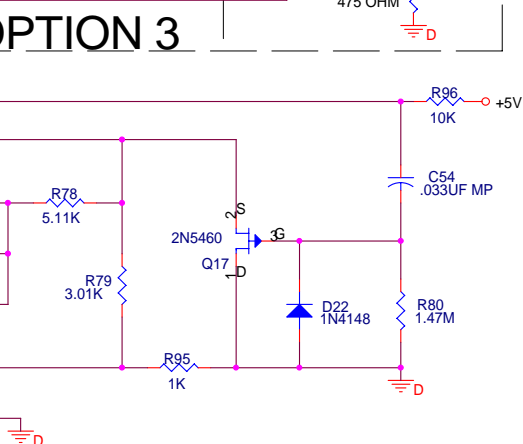 475 OHM
D
OPTION 3
R96
10K
+5V
C54
.033UF MP
R78
5.11K
2 S
2N5460
3 G
Q17
1 D
R79
3.01K
D22
1N4148
R80
1.47M
R95
1K
D
D